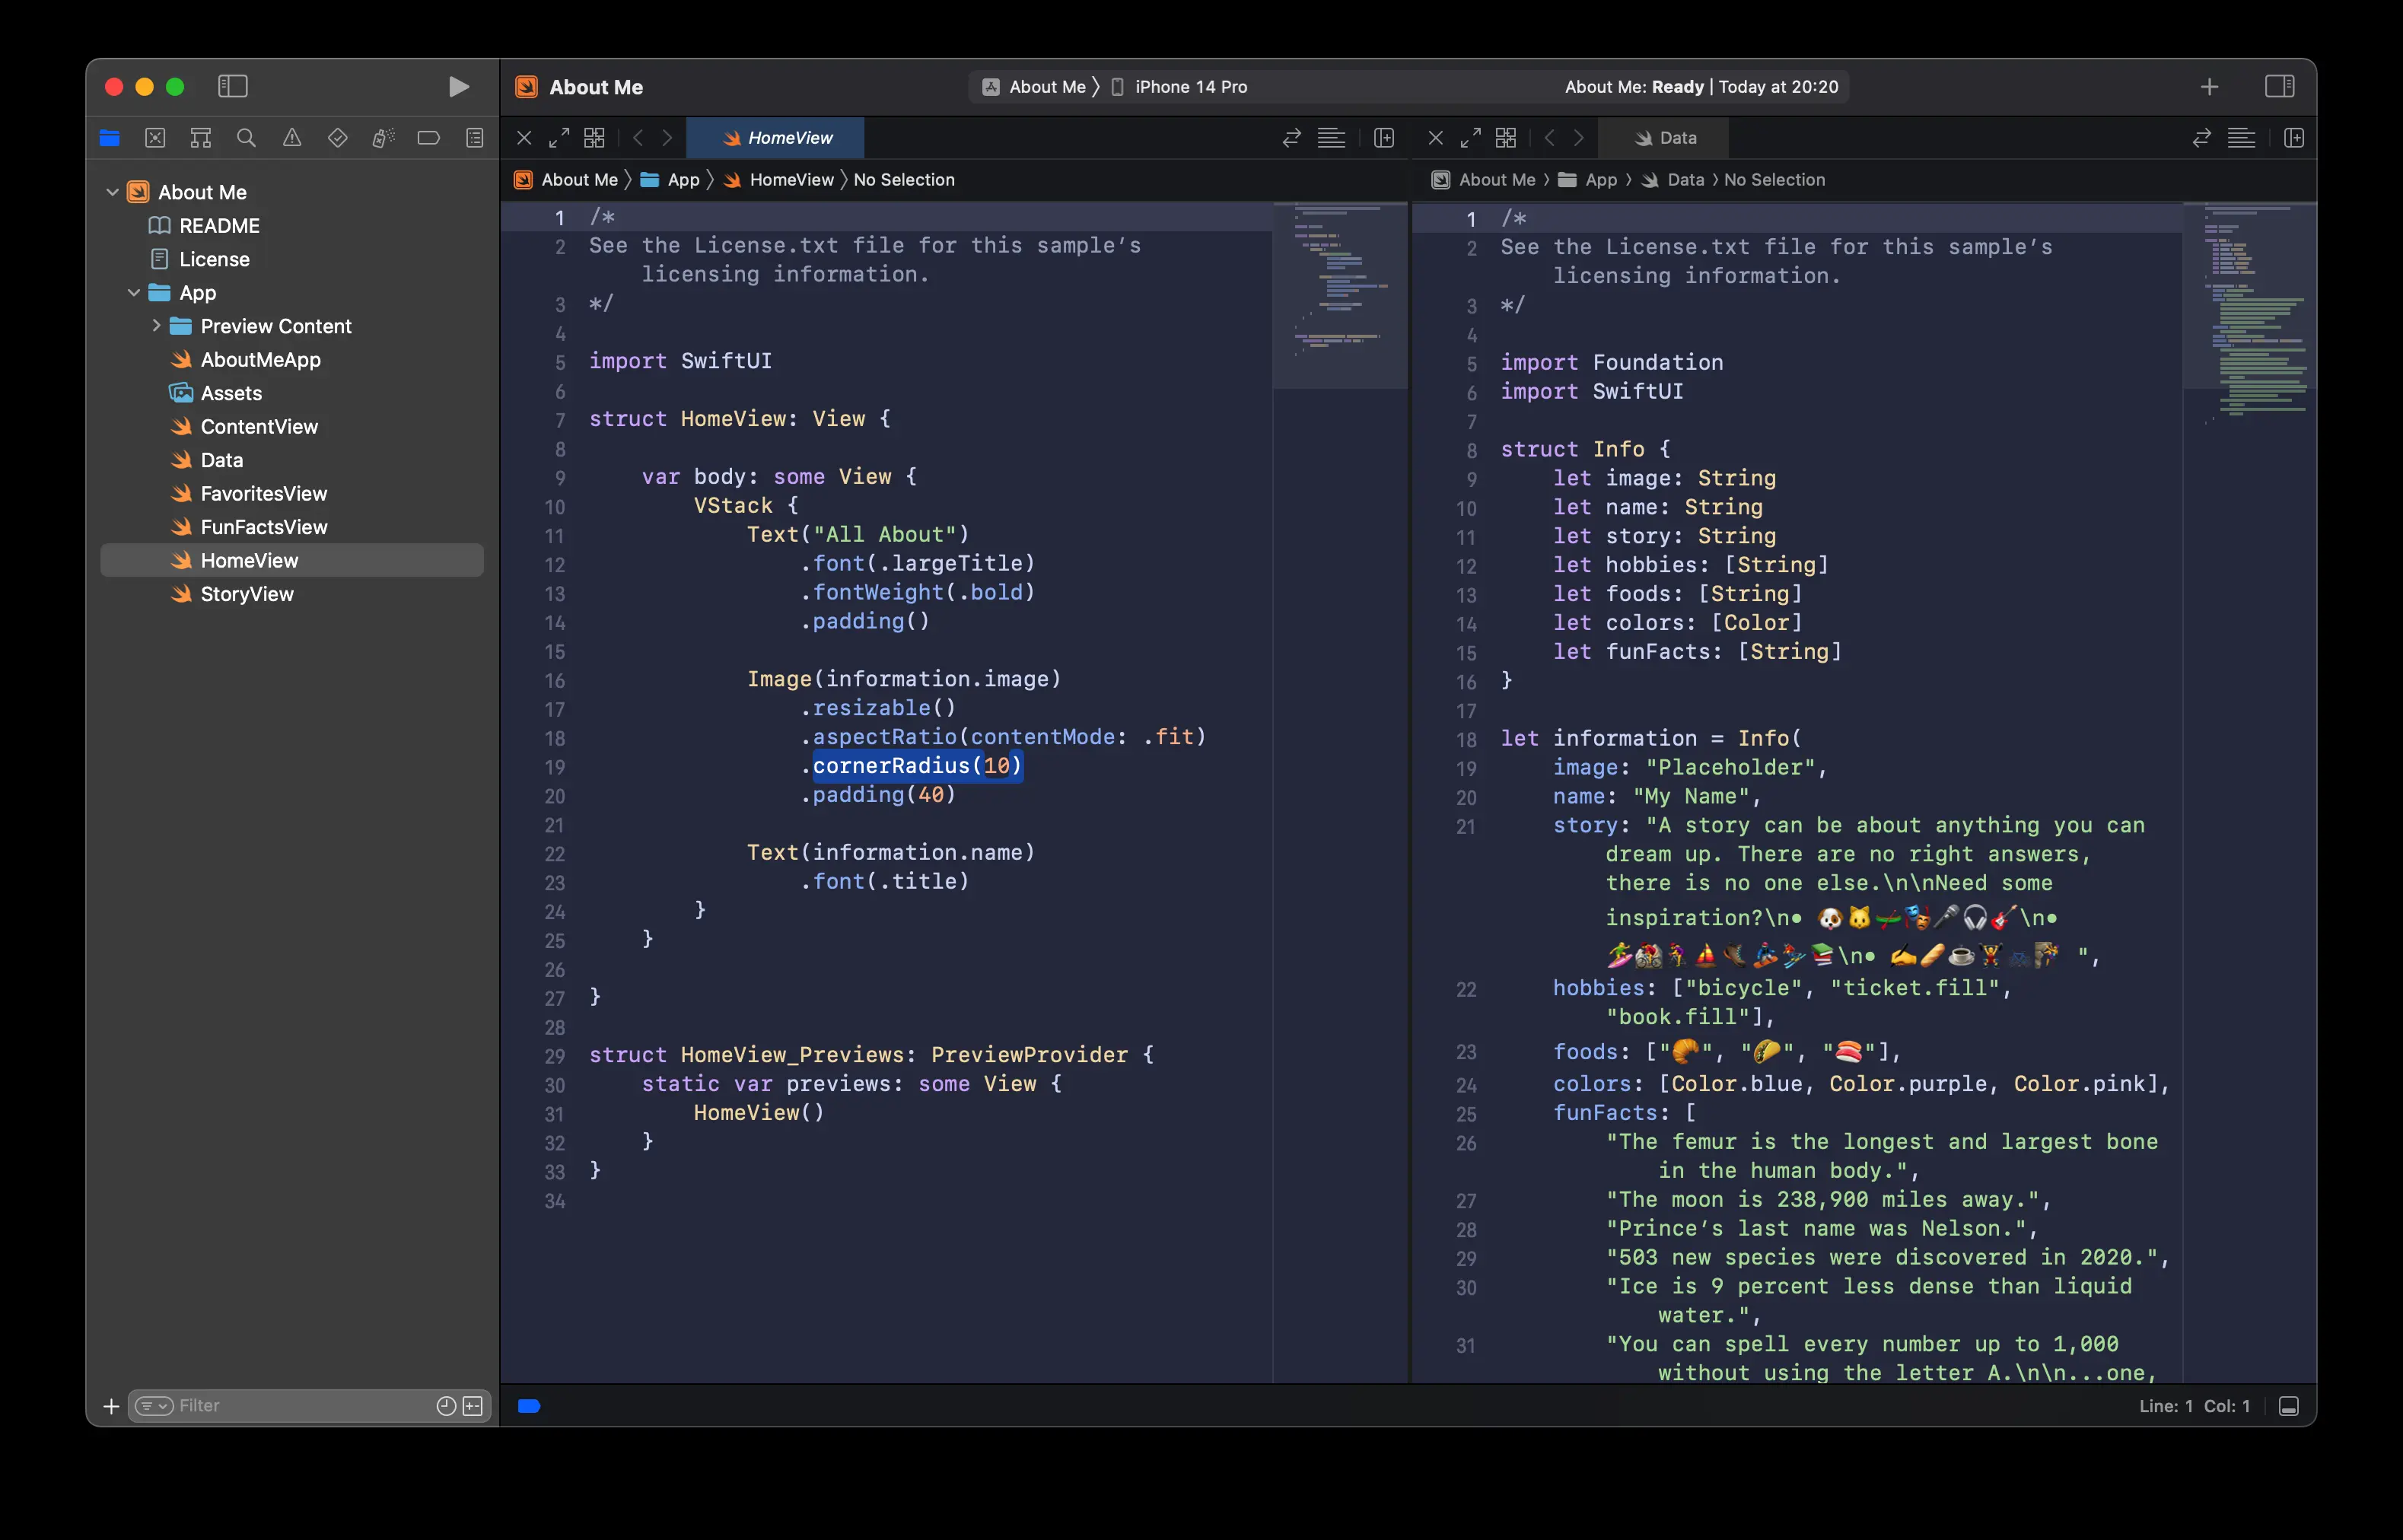 About Me
About Me 〉 iPhone 14 Pro
About Me: Ready | Today at 20:20
HomeView
Data
About Me 〉 App 〉 HomeView 〉 No Selection
About Me 〉 App 〉 Data 〉 No Selection
About Me
README
License
App
Preview Content
AboutMeApp
Assets
ContentView
Data
FavoritesView
FunFactsView
HomeView
StoryView
Filter
1 /*
2 See the License.txt file for this sample’s
licensing information.
3 */
4
5 import SwiftUI
6
7 struct HomeView: View {
8
9     var body: some View {
10         VStack {
11             Text("All About")
12                 .font(.largeTitle)
13                 .fontWeight(.bold)
14                 .padding()
15
16             Image(information.image)
17                 .resizable()
18                 .aspectRatio(contentMode: .fit)
19                 .cornerRadius(10)
20                 .padding(40)
21
22             Text(information.name)
23                 .font(.title)
24         }
25     }
26
27 }
28
29 struct HomeView_Previews: PreviewProvider {
30     static var previews: some View {
31         HomeView()
32     }
33 }
34
1 /*
2 See the License.txt file for this sample’s
licensing information.
3 */
4
5 import Foundation
6 import SwiftUI
7
8 struct Info {
9     let image: String
10     let name: String
11     let story: String
12     let hobbies: [String]
13     let foods: [String]
14     let colors: [Color]
15     let funFacts: [String]
16 }
17
18 let information = Info(
19     image: "Placeholder",
20     name: "My Name",
21     story: "A story can be about anything you can
dream up. There are no right answers,
there is no one else.\n\nNeed some
inspiration?\n• 🐶🐱🛶🎭🎤🎧🎸\n•
🏄‍♀️🚵‍♀️🧗‍♀️⛵️🥾🏂⛷📚\n• ✍️🥖☕️🏋️‍♀️🚲🧗 ",
22     hobbies: ["bicycle", "ticket.fill",
"book.fill"],
23     foods: ["🥐", "🌮", "🍣"],
24     colors: [Color.blue, Color.purple, Color.pink],
25     funFacts: [
26         "The femur is the longest and largest bone
in the human body.",
27         "The moon is 238,900 miles away.",
28         "Prince’s last name was Nelson.",
29         "503 new species were discovered in 2020.",
30         "Ice is 9 percent less dense than liquid
water.",
31         "You can spell every number up to 1,000
without using the letter A.\n\n...one,
Line: 1 Col: 1